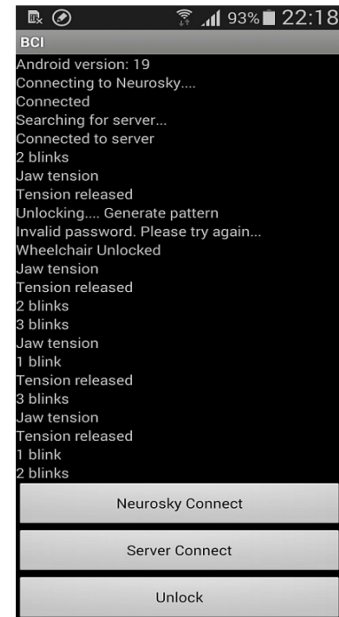 93% 22:18
BCI
Android version: 19
Connecting to Neurosky....
Connected
Searching for server...
Connected to server
2 blinks
Jaw tension
Tension released
Unlocking.... Generate pattern
Invalid password. Please try again...
Wheelchair Unlocked
Jaw tension
Tension released
2 blinks
3 blinks
Jaw tension
1 blink
Tension released
3 blinks
Jaw tension
Tension released
1 blink
2 blinks
Neurosky Connect
Server Connect
Unlock